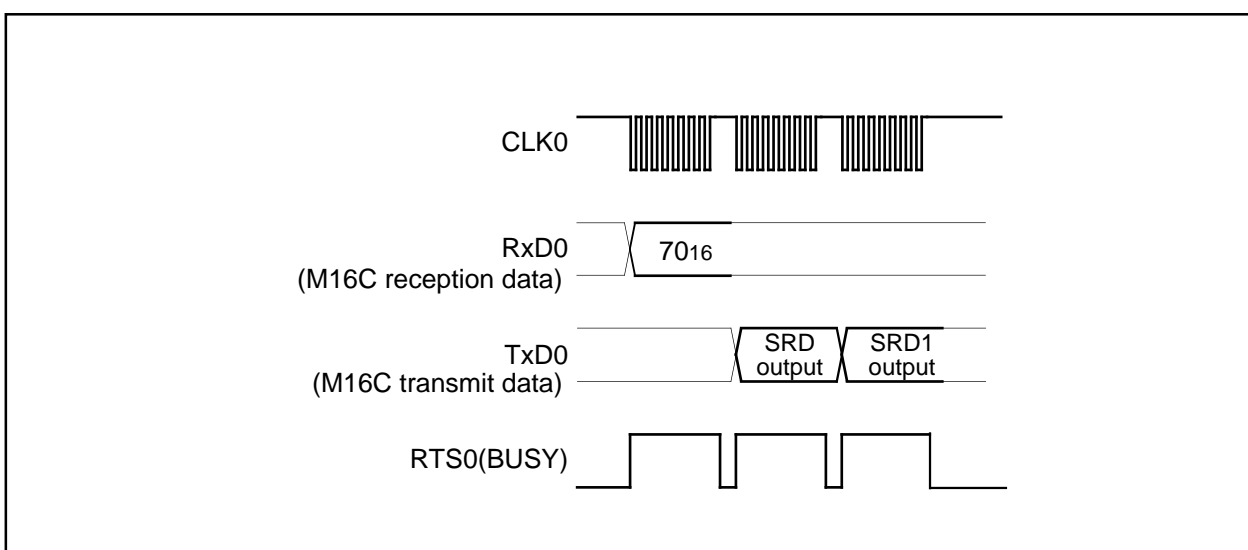 CLK0
RxD0
(M16C reception data)
7016
TxD0
(M16C transmit data)
SRD
output
SRD1
output
RTS0(BUSY)